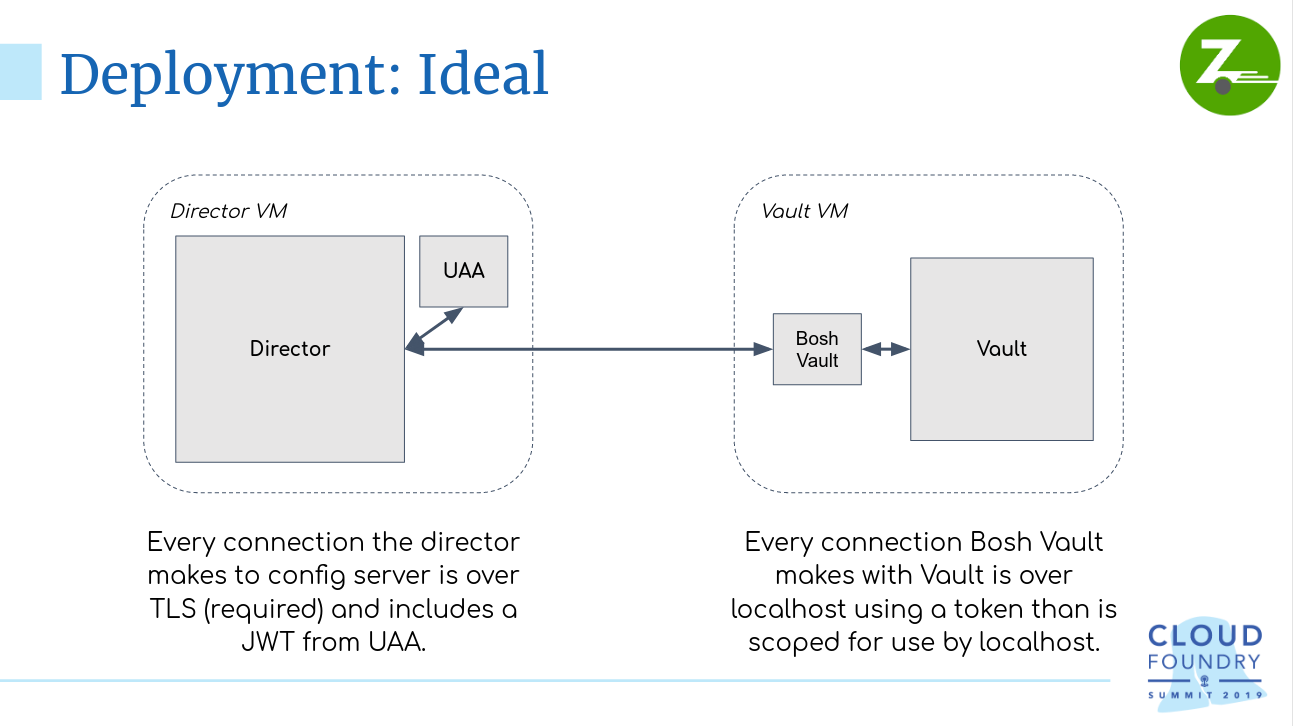 Deployment: Ideal
Z
Director VM
UAA
Director
Vault VM
Bosh
Vault
Vault
Every connection the director
makes to config server is over
TLS (required) and includes a
JWT from UAA.
Every connection Bosh Vault
makes with Vault is over
localhost using a token than is
scoped for use by localhost.
CLOUD
FOUNDRY
SUMMIT 2019